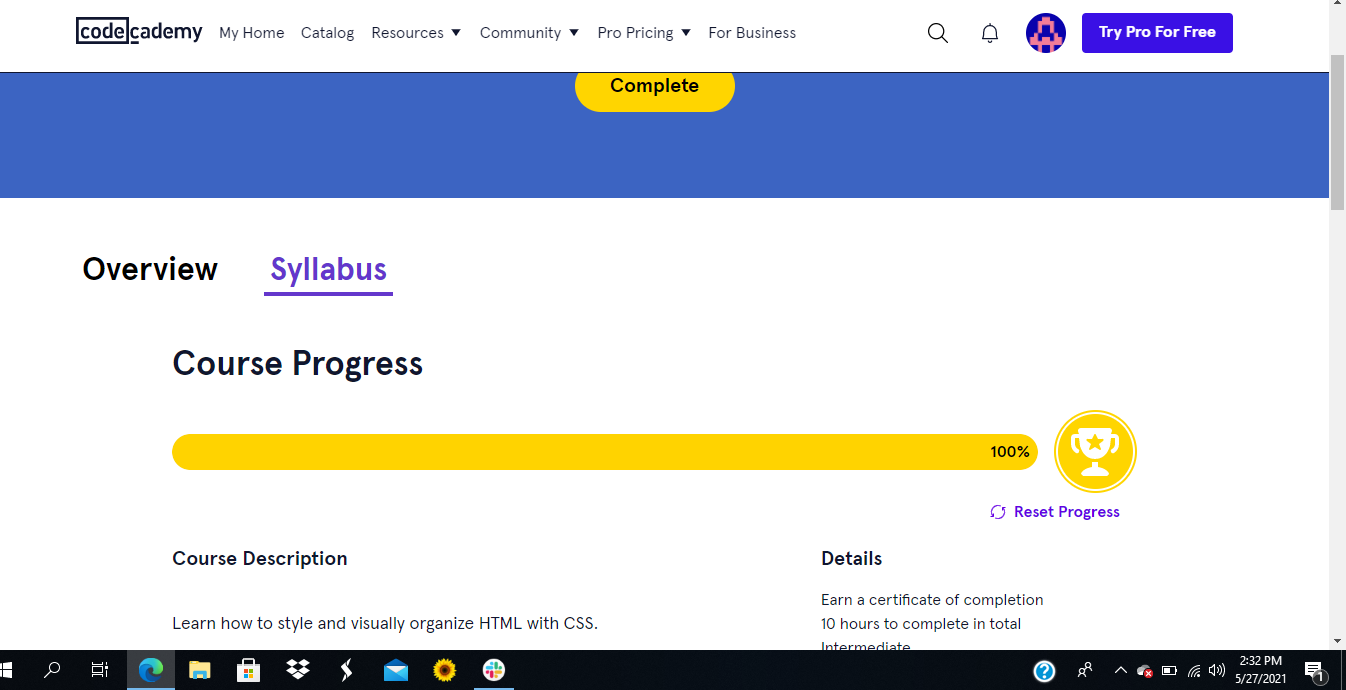 codecademy My Home Catalog Resources Community Pro Pricing For Business Try Pro For Free
Complete
Overview Syllabus
Course Progress
100%
Reset Progress
Course Description Details
Earn a certificate of completion
Learn how to style and visually organize HTML with CSS. 10 hours to complete in total
Intermediate
2:32 PM
5/27/2021
1